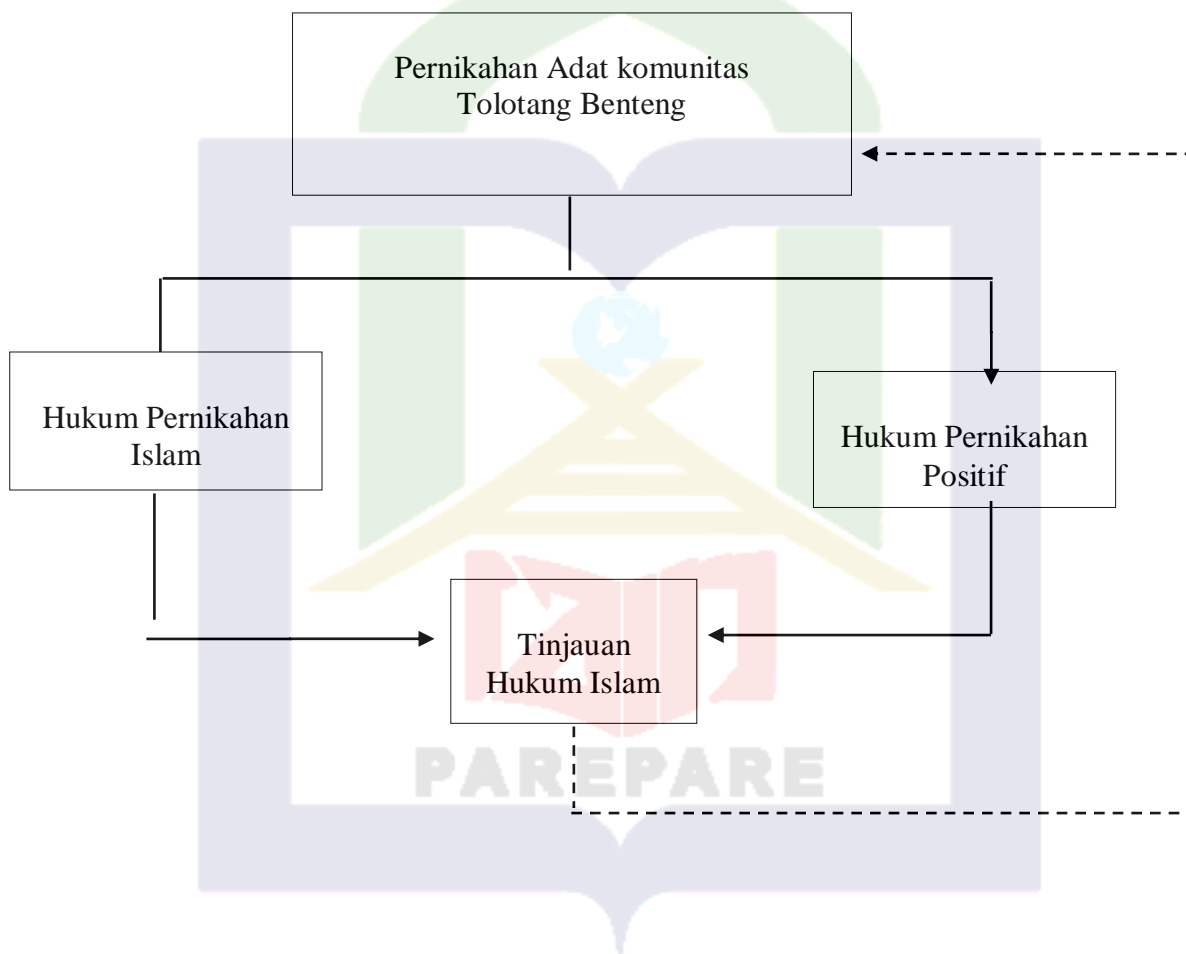 Pernikahan Adat komunitas
Tolotang Benteng
Hukum Pernikahan
Islam
Hukum Pernikahan
Positif
Tinjauan
Hukum Islam
PAREPARE